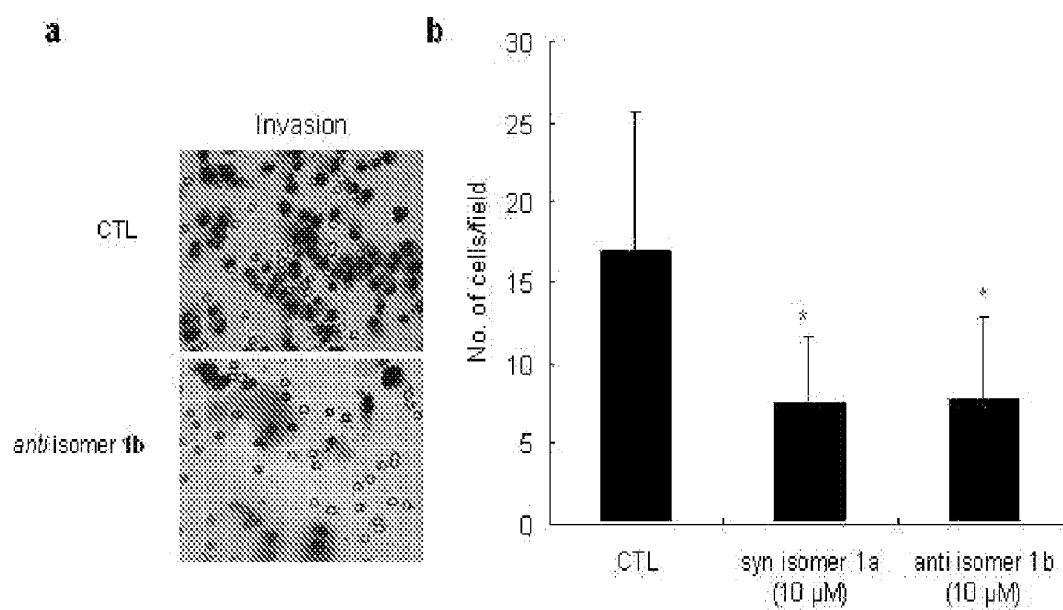 a
Invasion
CTL
anti isomer 1b
b
30
25
20
15
10
5
0
No. of cells/field
*
*
CTL
syn isomer 1a
(10 µM)
anti isomer 1b
(10 µM)